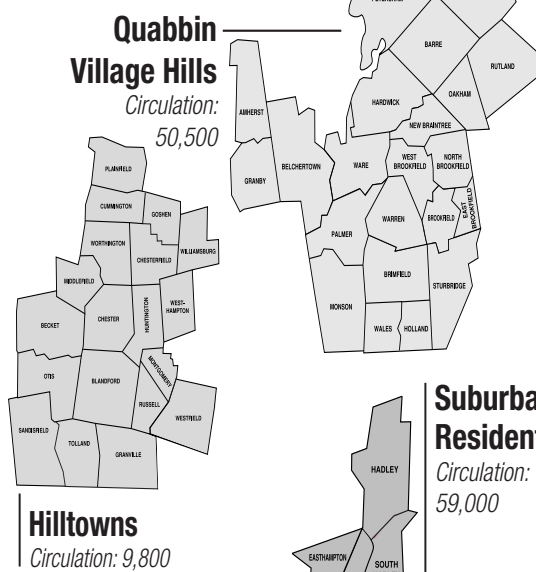 Quabbin
Village Hills
Circulation:
50,500
BARRE
RUTLAND
OAKHAM
HARDWICK
NEW BRAINTREE
AMHERST
BELCHERTOWN
GRANBY
WARE
WEST
BROOKFIELD
NORTH
BROOKFIELD
EAST
BROOKFIELD
BROOKFIELD
WARREN
PALMER
BRIMFIELD
STURBRIDGE
MONSON
WALES
HOLLAND
PLAINFIELD
CUMMINGTON
GOSHEN
WORTHINGTON
CHESTERFIELD
WILLIAMSBURG
MIDDLEFIELD
BECKET
CHESTER
HUNTINGTON
WEST-
HAMPTON
OTIS
BLANDFORD
MONTGOMERY
RUSSELL
WESTFIELD
SANDISFIELD
TOLLAND
GRANVILLE
Hilltowns
Circulation: 9,800
Suburba
Resident
Circulation:
59,000
HADLEY
EASTHAMPTON
SOUTH